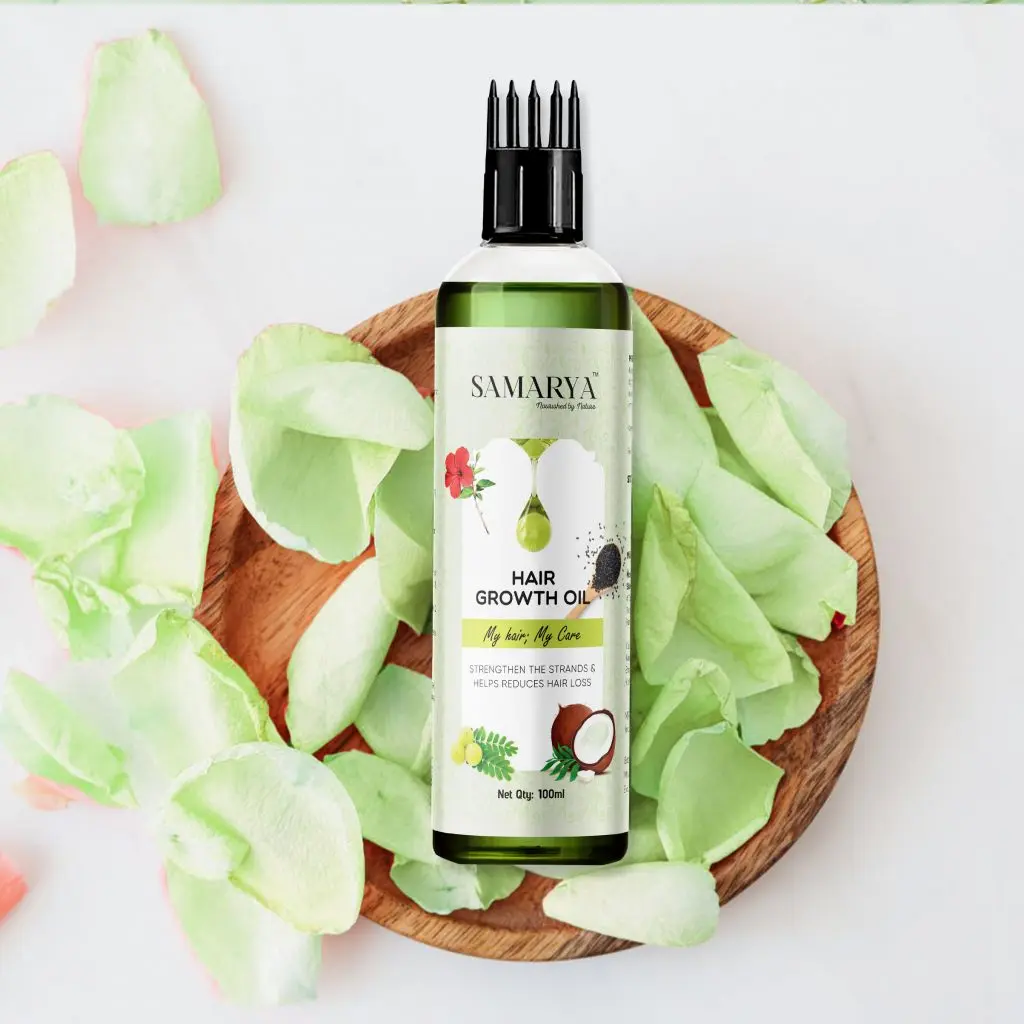 SAMARYA™
Nourished by Nature
HAIR
GROWTH OIL
My hair; My Care
STRENGTHEN THE STRANDS &
HELPS REDUCES HAIR LOSS
Net Qty: 100ml